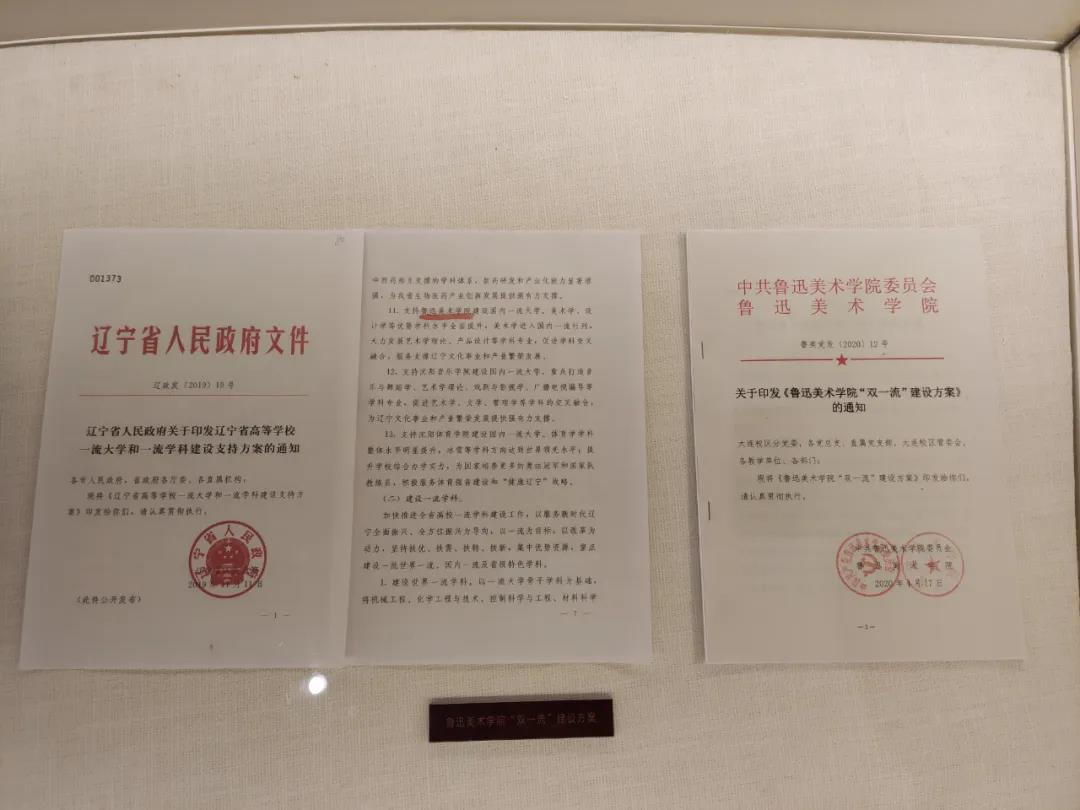 001373
辽宁省人民政府文件
辽政发〔2019〕19号
辽宁省人民政府关于印发辽宁省高等学校
一流大学和一流学科建设支持方案的通知
各市人民政府，省政府各厅委、各直属机构：
现将《辽宁省高等学校一流大学和一流学科建设支持方
案》印发给你们，请认真贯彻执行。
辽宁省人民政府
（此件公开发布）
— 1 —
支撑的学科体系，新药研发和产业化能力显著增
强，为我省生物医药产业创新发展提供强有力支撑。
11．支持鲁迅美术学院建设国内一流大学，美术学、设
计学等优势学科水平全面提升，美术学进入国内一流行列，
大力发展艺术学理论、产品设计等学科专业，促进学科交叉
融合，服务支撑辽宁文化事业和产业繁荣发展。
12．支持沈阳音乐学院建设国内一流大学，重点打造音
乐与舞蹈学、艺术学理论、戏剧与影视学、广播电视编导等
学科专业，促进艺术学、文学、管理学等学科的交叉融合，
为辽宁文化事业和产业繁荣发展提供强有力支撑。
13．支持沈阳体育学院建设国内一流大学，体育学学科
整体水平明显提升，冰雪等学科方向达到世界领先水平；提
升学校综合办学实力，为国家培养更多的奥运冠军和国家队
教练员，积极服务体育强省建设和“健康辽宁”战略。
（二）建设一流学科。
加快推进全省高校一流学科建设工作，以服务新时代辽
宁全面振兴、全方位振兴为导向，以一流为目标，以改革为
动力，坚持扶优、扶需、扶特、扶新，集中优势资源，重点
建设一批世界一流、国内一流及省级特色学科。
1．建设世界一流学科。以一流大学骨干学科为基础，
将机械工程、化学工程与技术、控制科学与工程、材料科学
— 7 —
中共鲁迅美术学院委员会
鲁迅美术学院
鲁美党发〔2020〕12号
关于印发《鲁迅美术学院“双一流”建设方案》
的通知
大连校区分党委，各党总支、直属党支部，大连校区管委会，
各教学单位、各部门：
现将《鲁迅美术学院“双一流”建设方案》印发给你们，
请认真贯彻执行。
中共鲁迅美术学院委员会
鲁迅美术学院
—1—
鲁迅美术学院“双一流”建设方案